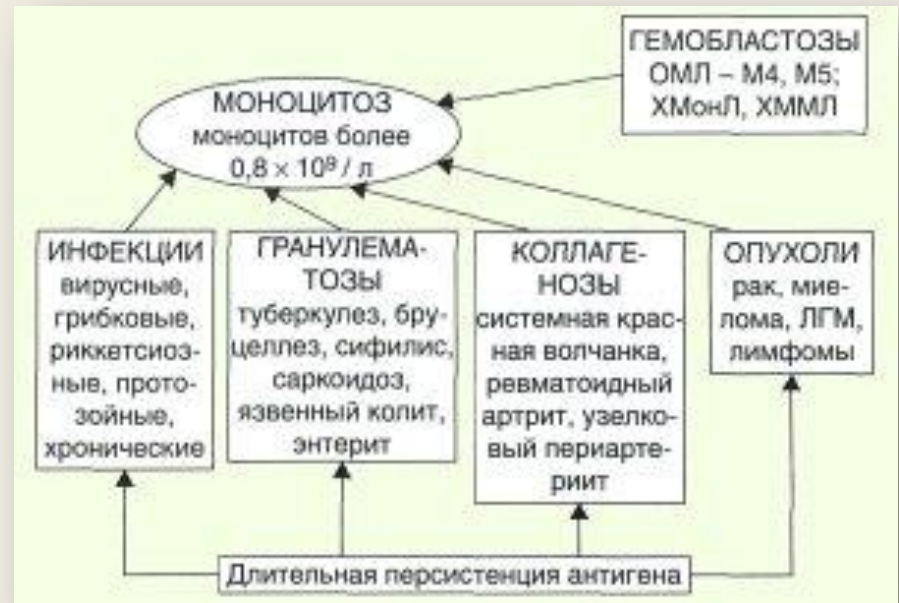 ГЕМОБЛАСТОЗЫ
ОМЛ – М4, М5;
ХМонЛ, ХММЛ
МОНОЦИТОЗ
моноцитов более
0,8 × 10⁹ / л
ИНФЕКЦИИ
вирусные,
грибковые,
риккетсиоз-
ные, прото-
зойные,
хронические
ГРАНУЛЕМА-
ТОЗЫ
туберкулез, бру-
целлез, сифилис,
саркоидоз,
язвенный колит,
энтерит
КОЛЛАГЕ-
НОЗЫ
системная крас-
ная волчанка,
ревматоидный
артрит, узелко-
вый периарте-
риит
ОПУХОЛИ
рак, мие-
лома, ЛГМ,
лимфомы
Длительная персистенция антигена